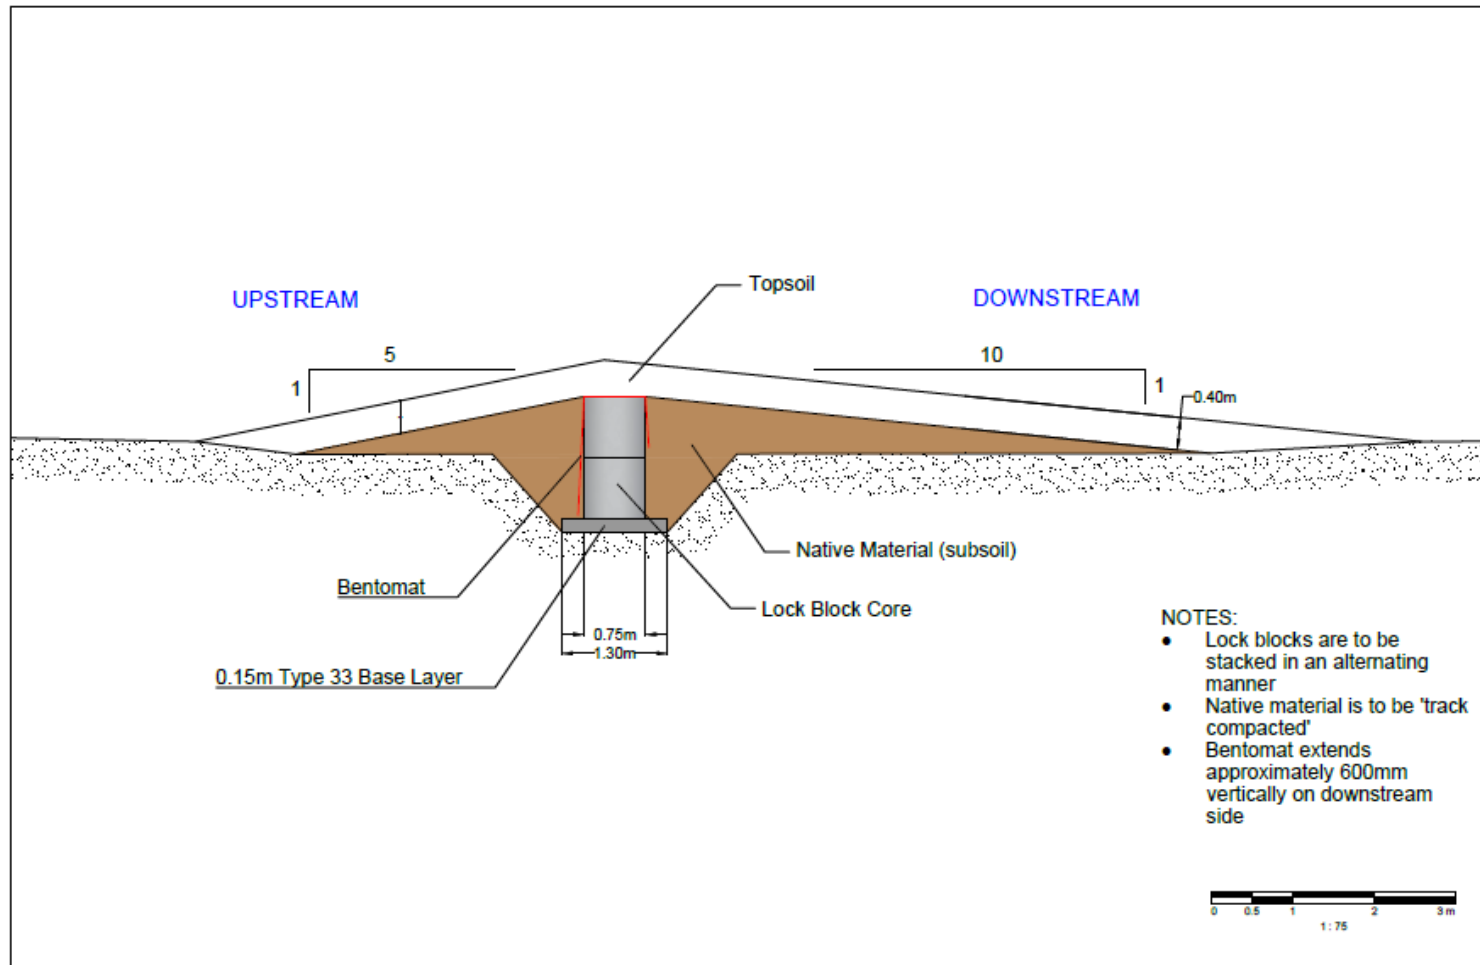 Topsoil
UPSTREAM
DOWNSTREAM
5
10
1
1
0.40m
Native Material (subsoil)
Bentomat
Lock Block Core
0.75m
1.30m
0.15m Type 33 Base Layer
NOTES:
● Lock blocks are to be
stacked in an alternating
manner
● Native material is to be 'track
compacted'
● Bentomat extends
approximately 600mm
vertically on downstream
side
0 0.5 1 2 3 m
1 : 75